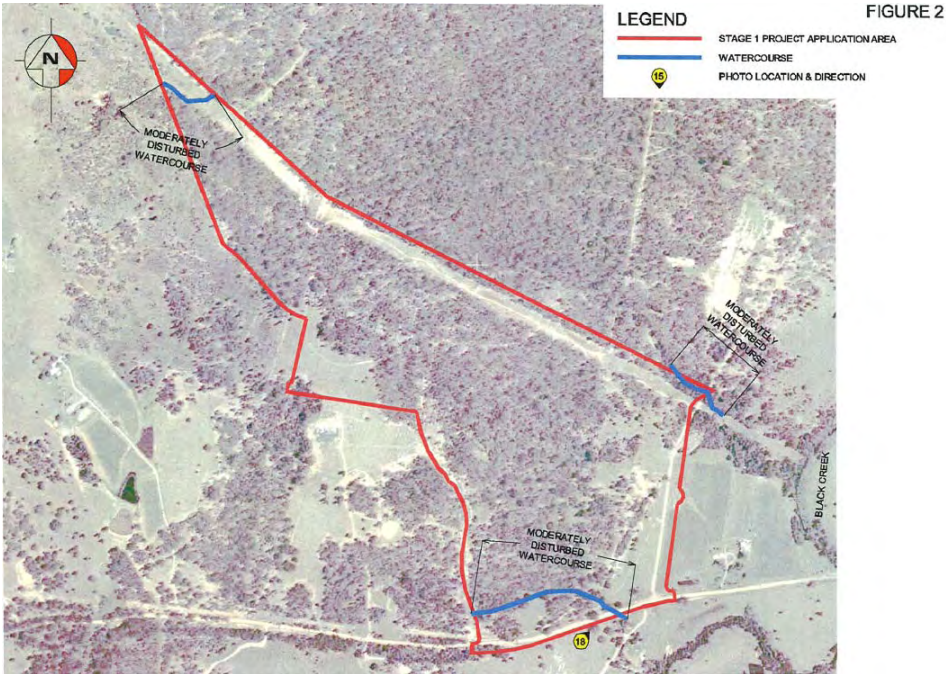 FIGURE 2
LEGEND
STAGE 1 PROJECT APPLICATION AREA
WATERCOURSE
15
PHOTO LOCATION & DIRECTION
N
MODERATELY
DISTURBED
WATERCOURSE
MODERATELY
DISTURBED
WATERCOURSE
BLACK CREEK
MODERATELY
DISTURBED
WATERCOURSE
18